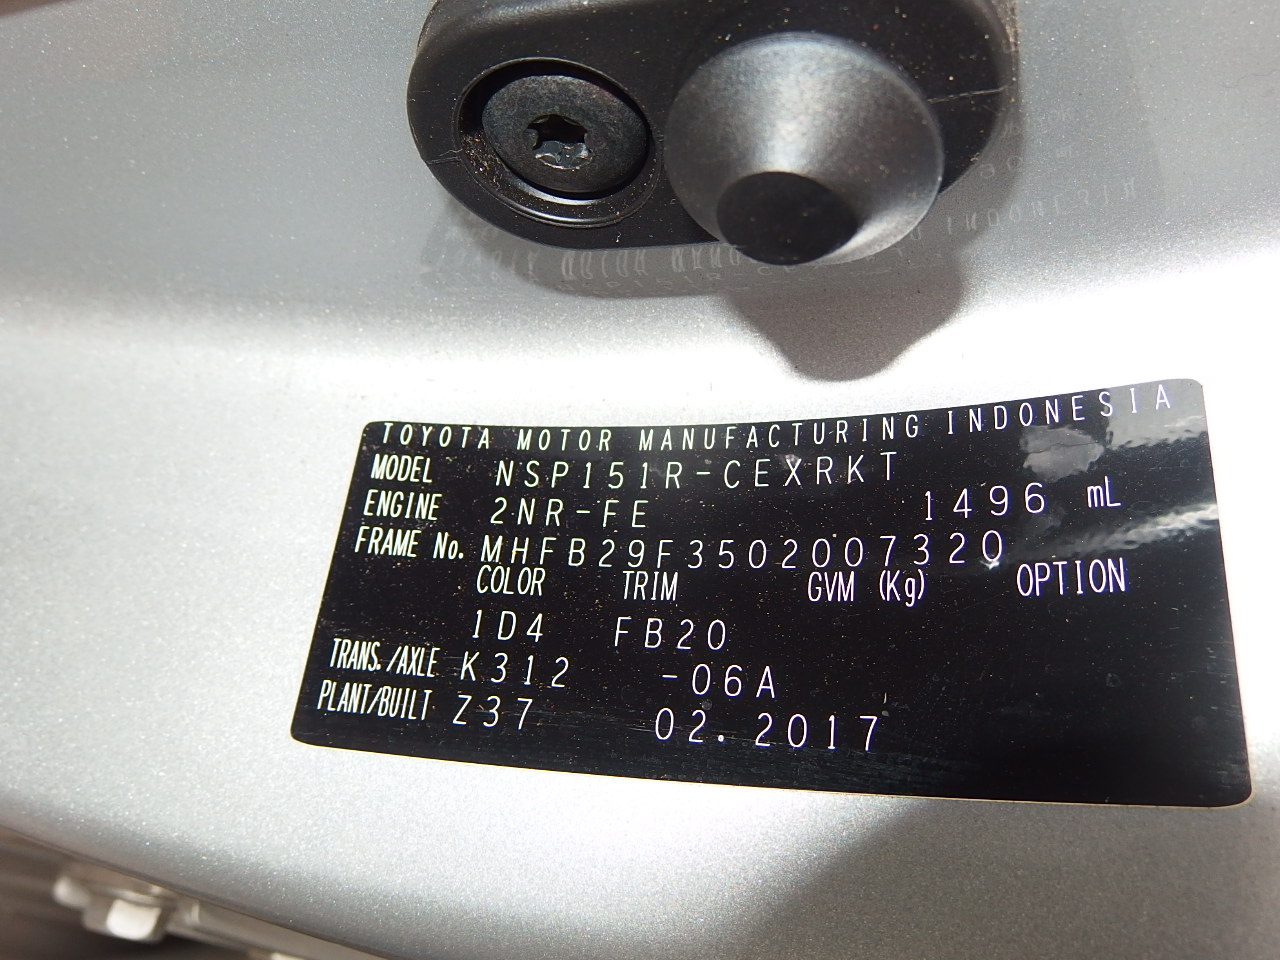 TOYOTA MOTOR MANUFACTURING INDONESIA
MODEL NSP151R-CEXRKT
ENGINE 2NR-FE 1496 mL
FRAME No. MHFB29F3502007320
COLOR TRIM GVM (Kg) OPTION
1D4 FB20
TRANS./AXLE K312 -06A
PLANT/BUILT Z37 02.2017